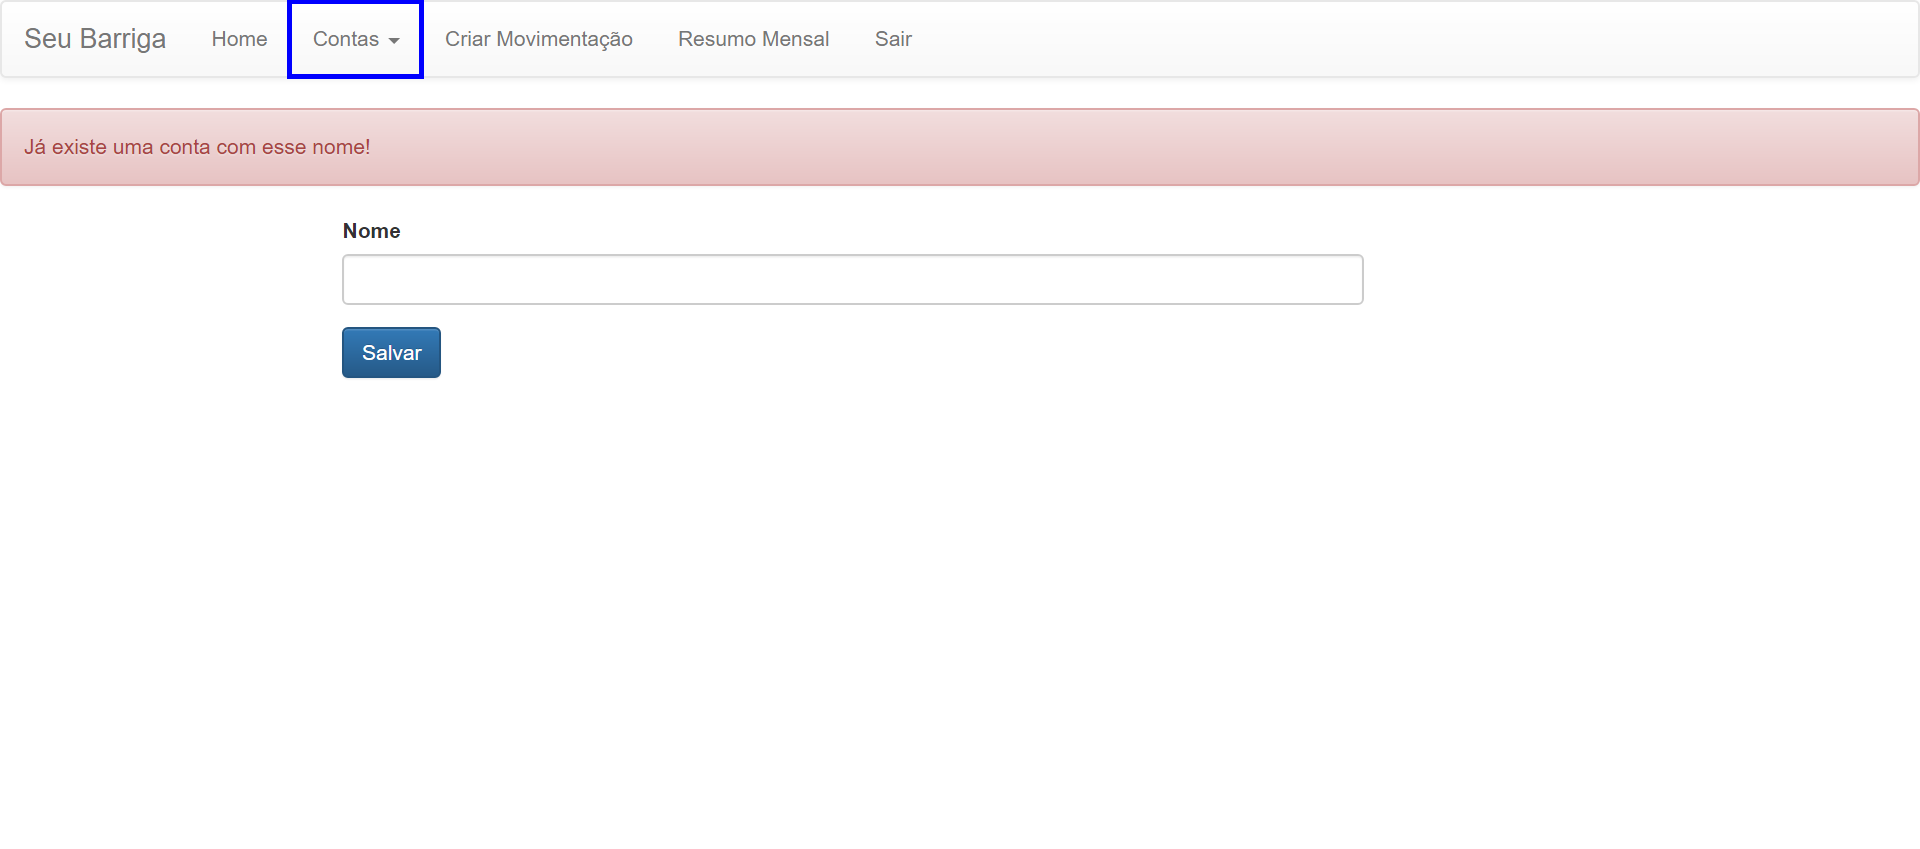 Seu Barriga Home Contas Criar Movimentação Resumo Mensal Sair
Já existe uma conta com esse nome!
Nome
Salvar